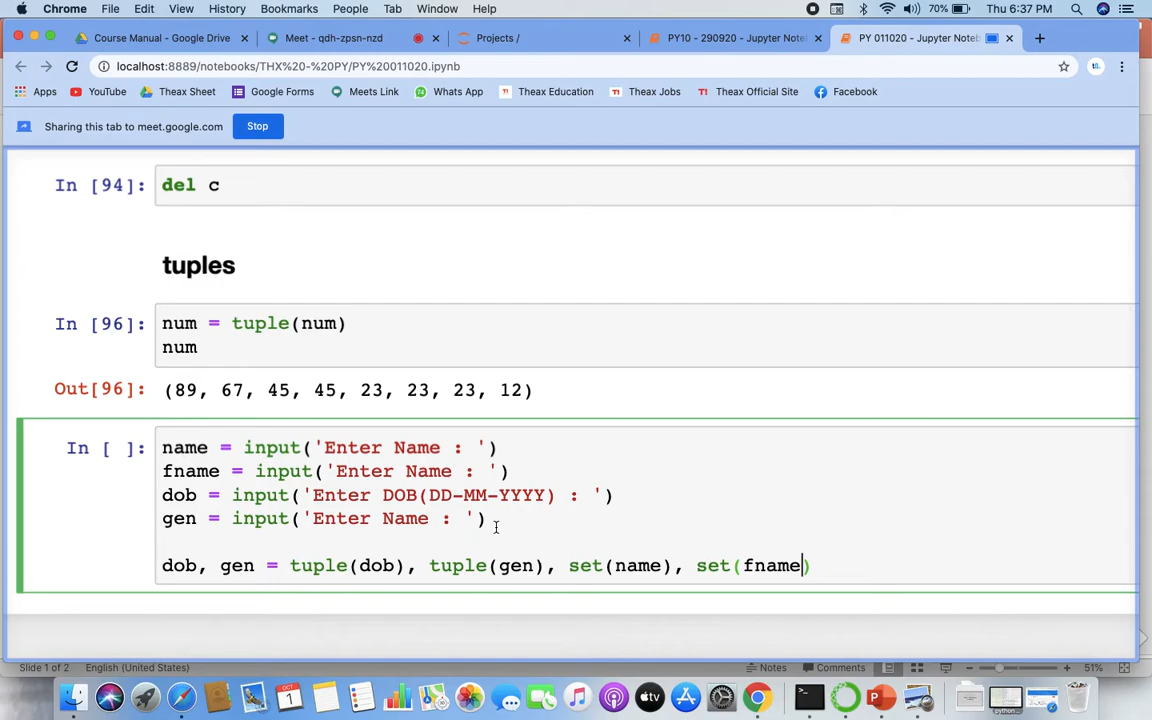 Chrome File Edit View History Bookmarks People Tab Window Help 70% Thu 6:37 PM
Course Manual - Google Drive Meet - qdh-zpsn-nzd Projects / PY10 - 290920 - Jupyter Note PY 011020 - Jupyter Noteb
localhost:8889/notebooks/THX%20-%20PY/PY%20011020.ipynb
Apps YouTube Theax Sheet Google Forms Meets Link Whats App Theax Education Theax Jobs Theax Official Site Facebook
Sharing this tab to meet.google.com Stop
In [94]: del c
tuples
In [96]: num = tuple(num)
num
Out[96]: (89, 67, 45, 45, 23, 23, 23, 12)
In [ ]: name = input('Enter Name : ')
fname = input('Enter Name : ')
dob = input('Enter DOB(DD-MM-YYYY) : ')
gen = input('Enter Name : ')
dob, gen = tuple(dob), tuple(gen), set(name), set(fname)
Slide 1 of 2 English (United States) Notes Comments 51%